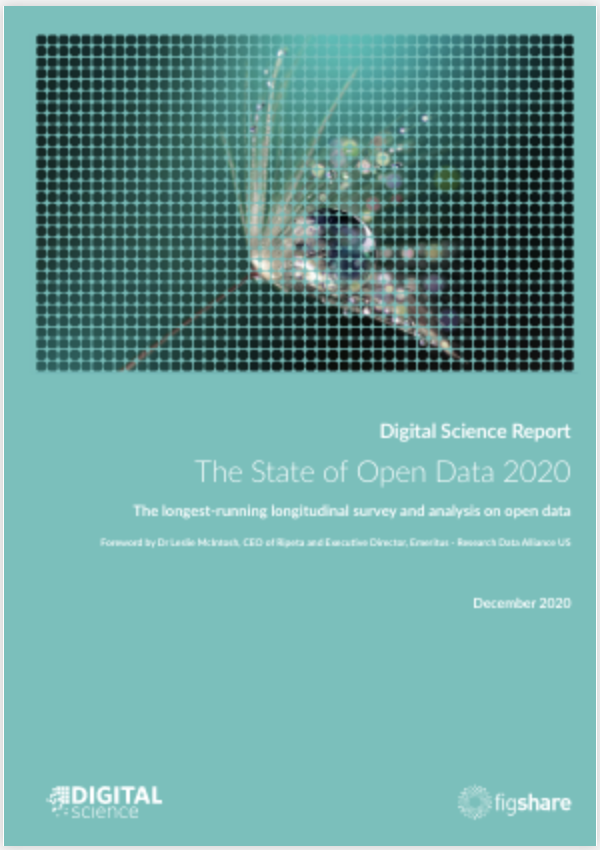 Digital Science Report
The State of Open Data 2020
The longest-running longitudinal survey and analysis on open data
Foreword by Dr Leslie McIntosh, CEO of Ripeta and Executive Director, Emeritus - Research Data Alliance US
December 2020
DIGITAL
science
figshare